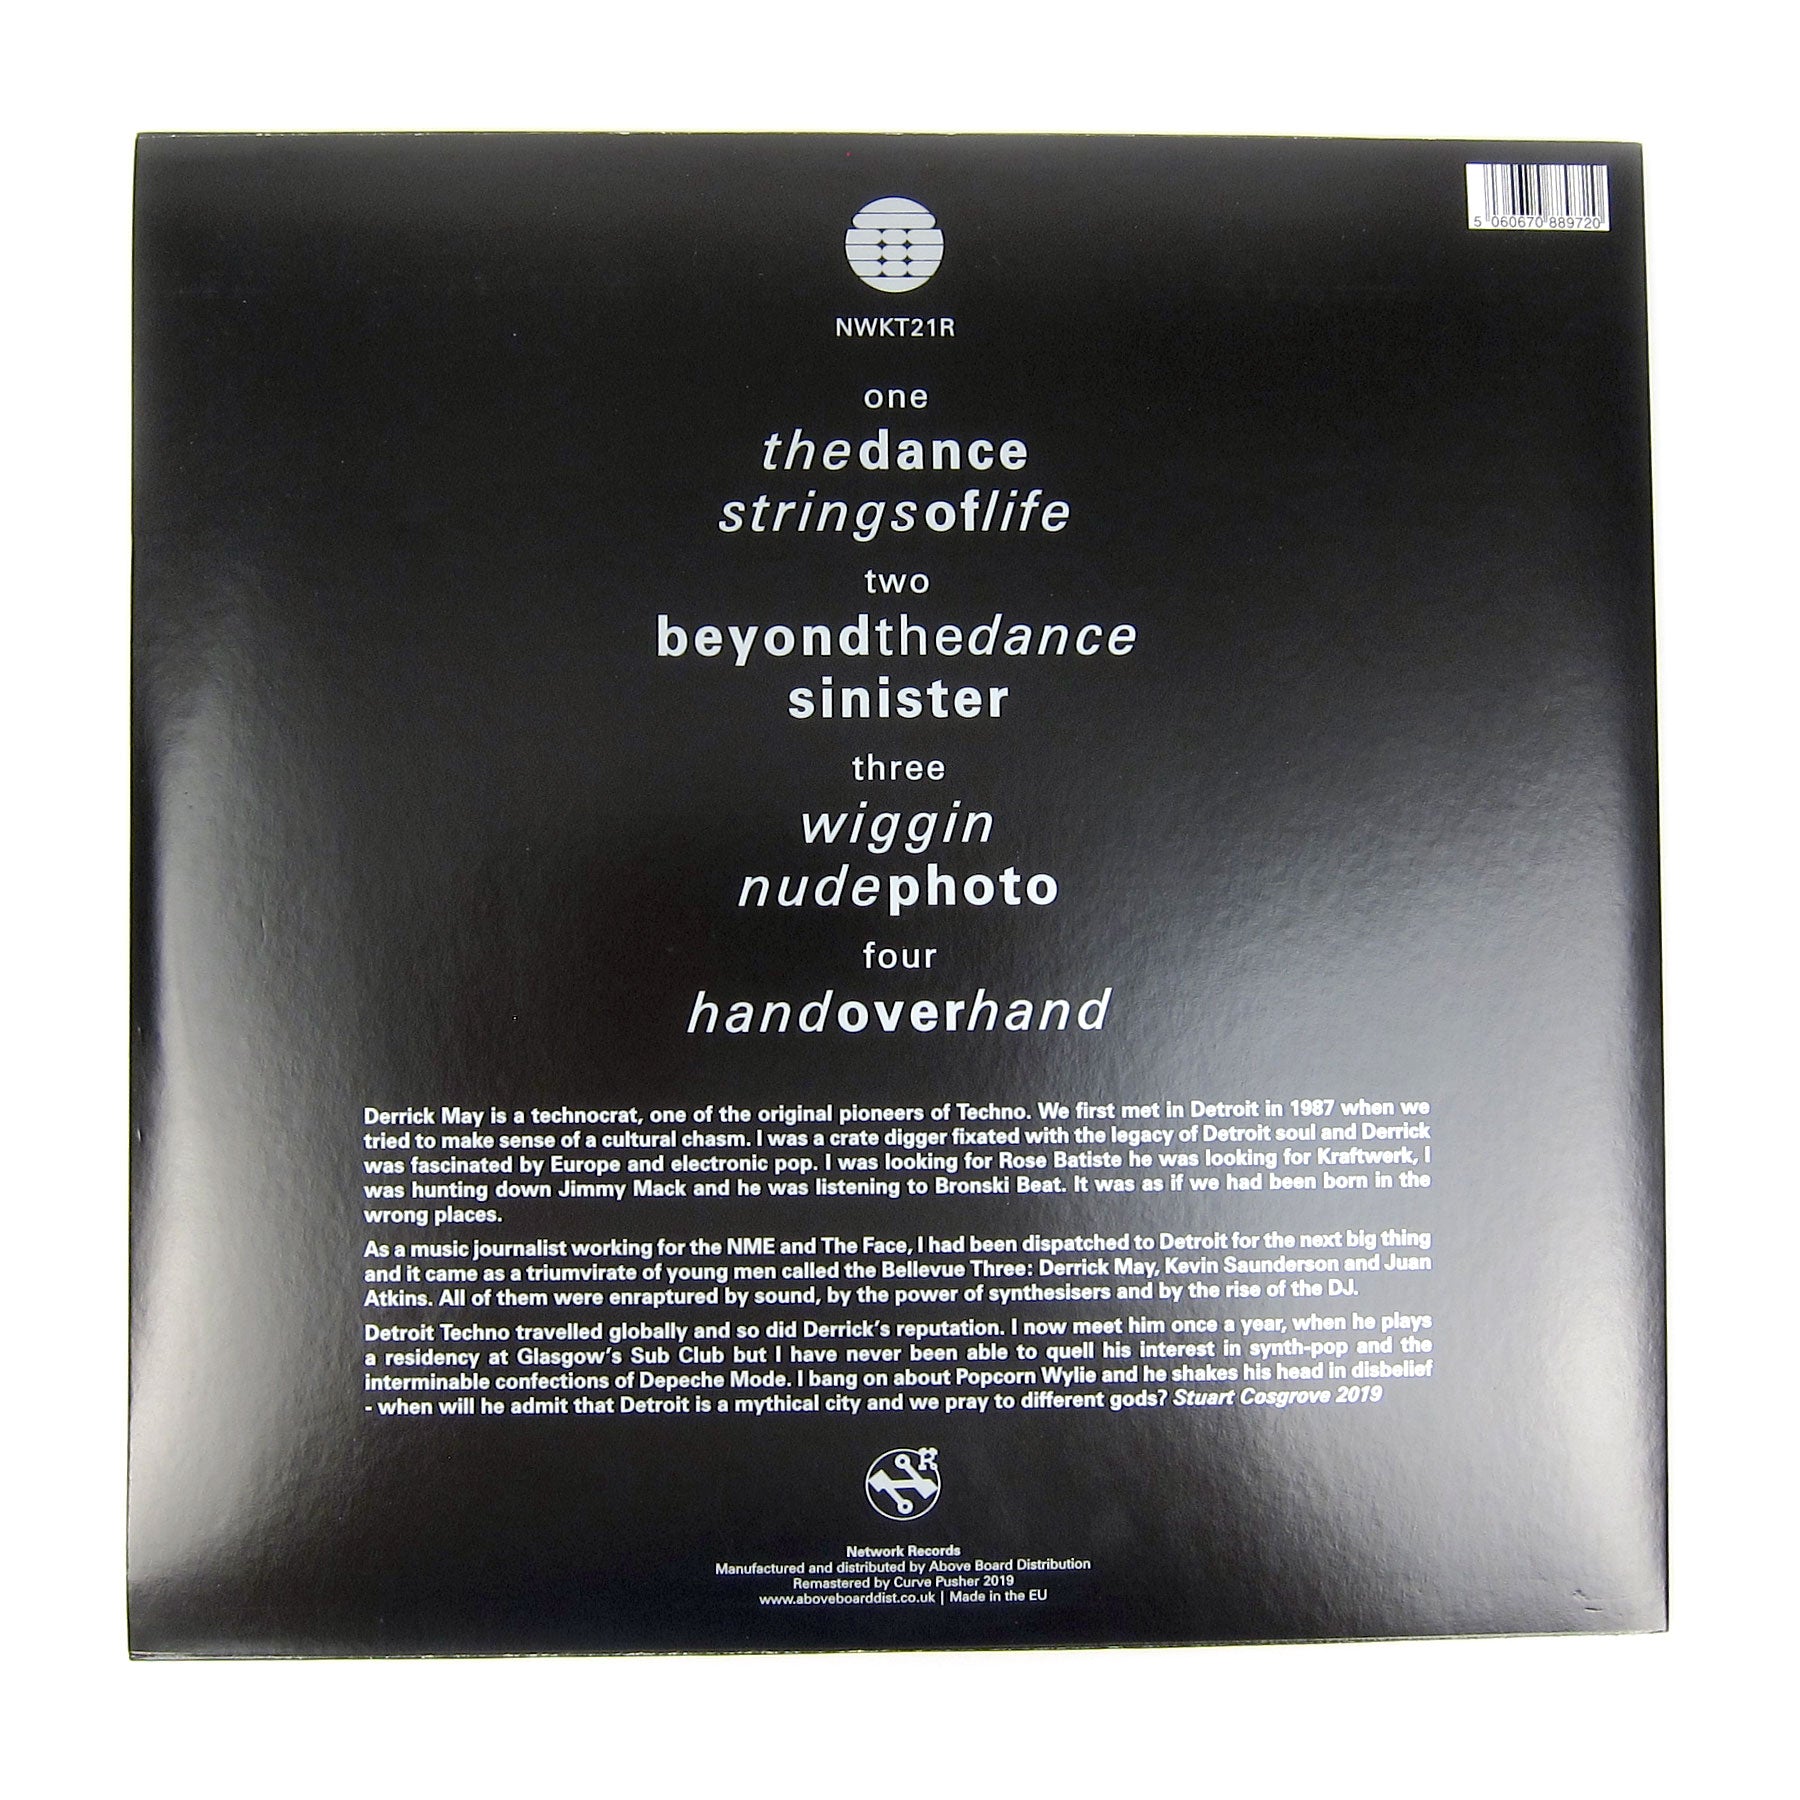 5 060670 889720
NWKT21R
one
thedance
stringsoflife
two
beyondthedance
sinister
three
wiggin
nudephoto
four
handoverhand
Derrick May is a technocrat, one of the original pioneers of Techno. We first met in Detroit in 1987 when we
tried to make sense of a cultural chasm. I was a crate digger fixated with the legacy of Detroit soul and Derrick
was fascinated by Europe and electronic pop. I was looking for Rose Batiste he was looking for Kraftwerk, I
was hunting down Jimmy Mack and he was listening to Bronski Beat. It was as if we had been born in the
wrong places.
As a music journalist working for the NME and The Face, I had been dispatched to Detroit for the next big thing
and it came as a triumvirate of young men called the Bellevue Three: Derrick May, Kevin Saunderson and Juan
Atkins. All of them were enraptured by sound, by the power of synthesisers and by the rise of the DJ.
Detroit Techno travelled globally and so did Derrick's reputation. I now meet him once a year, when he plays
a residency at Glasgow's Sub Club but I have never been able to quell his interest in synth-pop and the
interminable confections of Depeche Mode. I bang on about Popcorn Wylie and he shakes his head in disbelief
- when will he admit that Detroit is a mythical city and we pray to different gods? Stuart Cosgrove 2019
R
Network Records
Manufactured and distributed by Above Board Distribution
Remastered by Curve Pusher 2019
www.aboveboarddist.co.uk | Made in the EU